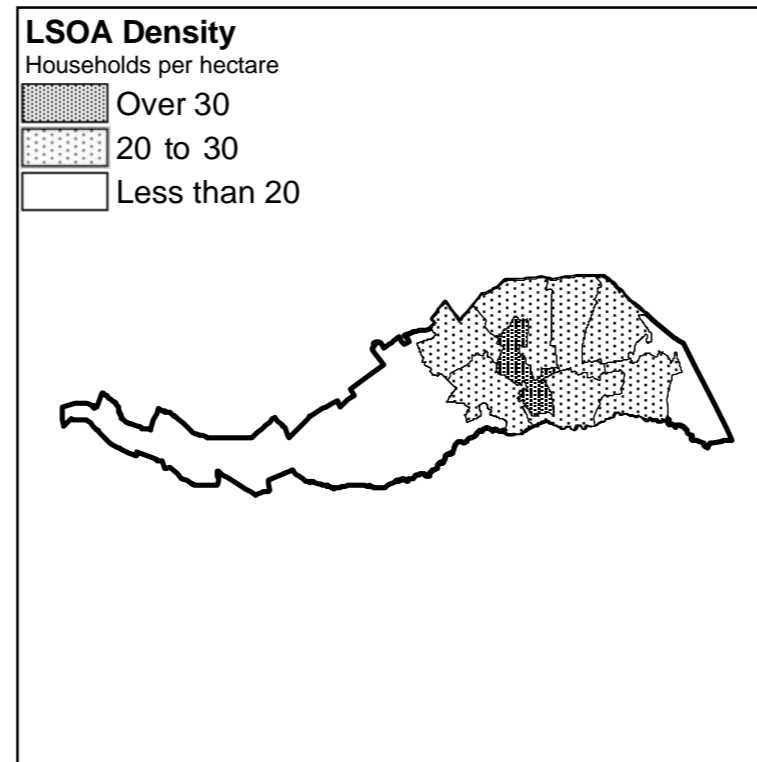 LSOA Density
Households per hectare
Over 30
20 to 30
Less than 20